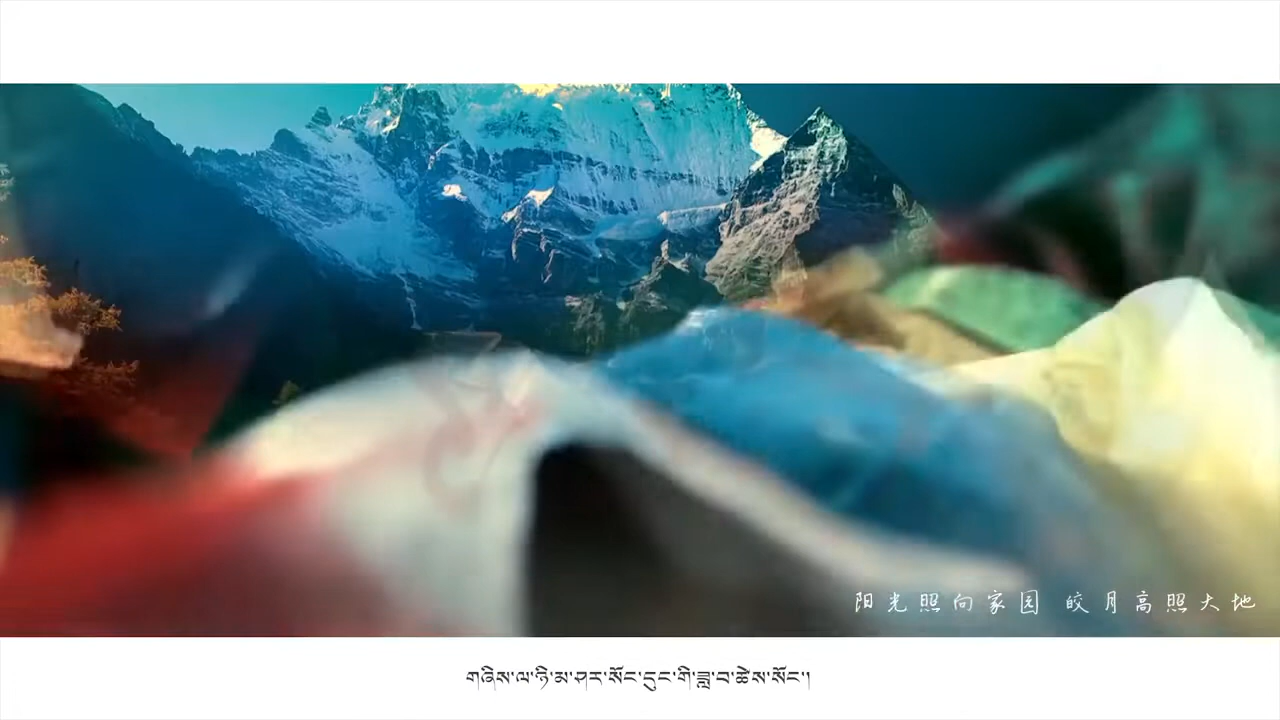 阳光照向家园 皎月高照大地
གཞིས་ལ་ཉི་མ་ཤར་སོང་དུང་གི་ཟླ་བ་ཚེས་སོང་།